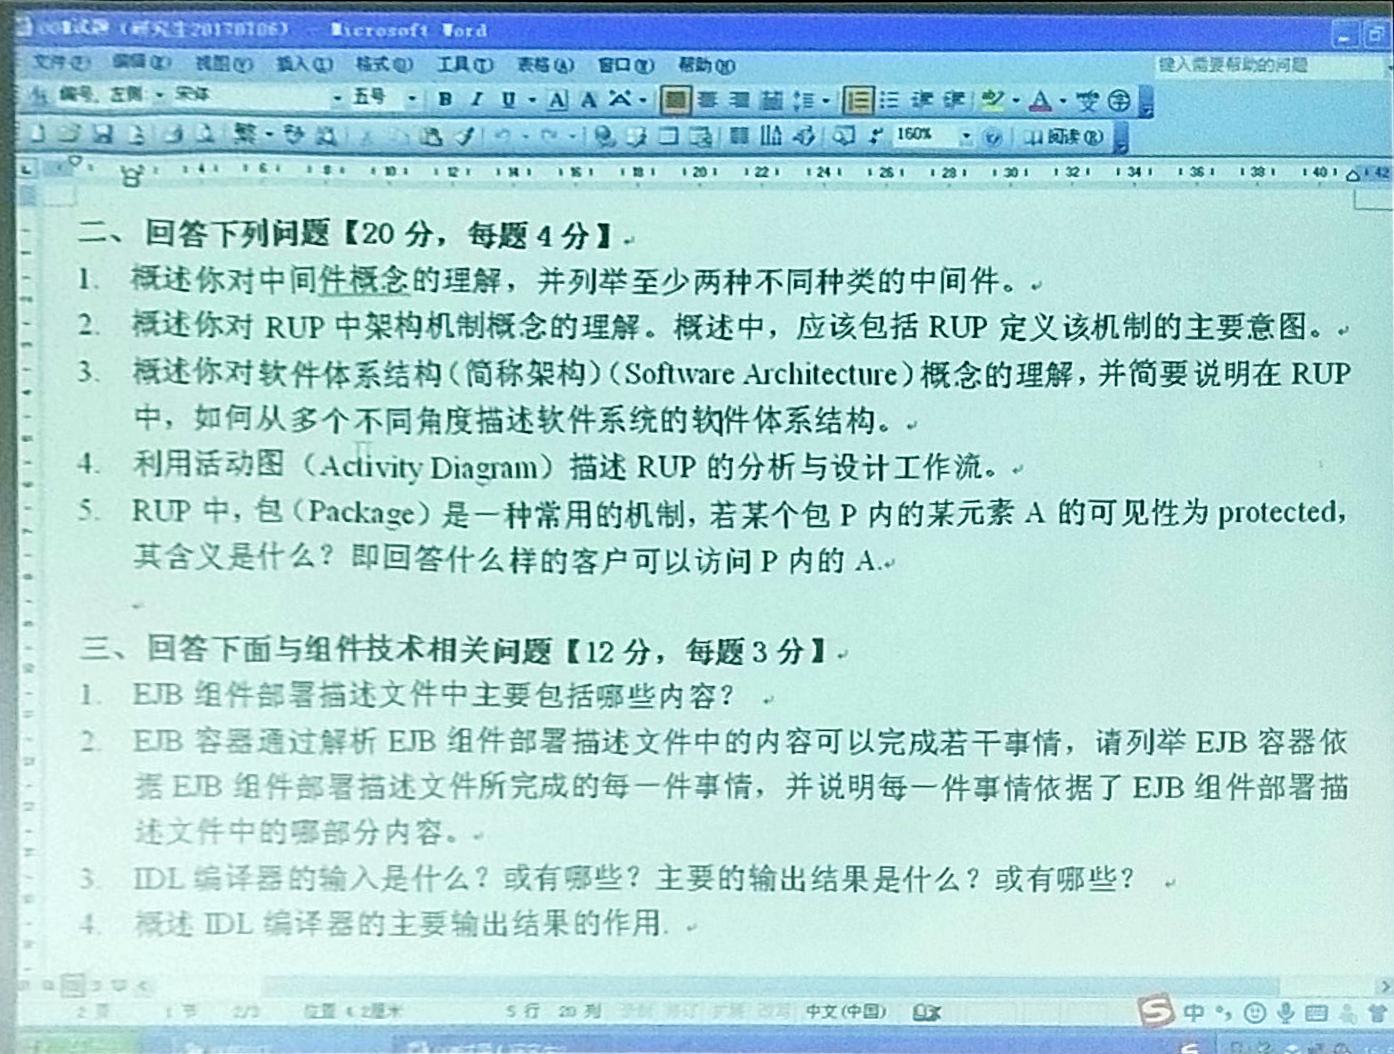 试题（研究生20170106） - Microsoft Word
文件(F) 编辑(E) 视图(V) 插入(I) 格式(O) 工具(T) 表格(A) 窗口(W) 帮助(H) 键入需要帮助的问题
编号, 左侧 宋体 五号 B I U A A
160% 阅读(R)
2 4 6 8 10 12 14 16 18 20 22 24 26 28 30 32 34 36 38 40 42
二、回答下列问题【20 分，每题 4 分】
1. 概述你对中间件概念的理解，并列举至少两种不同种类的中间件。
2. 概述你对 RUP 中架构机制概念的理解。概述中，应该包括 RUP 定义该机制的主要意图。
3. 概述你对软件体系结构（简称架构）（Software Architecture）概念的理解，并简要说明在 RUP
中，如何从多个不同角度描述软件系统的软件体系结构。
4. 利用活动图（Activity Diagram）描述 RUP 的分析与设计工作流。
5. RUP 中，包（Package）是一种常用的机制，若某个包 P 内的某元素 A 的可见性为 protected，
其含义是什么？即回答什么样的客户可以访问 P 内的 A.
三、回答下面与组件技术相关问题【12 分，每题 3 分】
1. EJB 组件部署描述文件中主要包括哪些内容？
2. EJB 容器通过解析 EJB 组件部署描述文件中的内容可以完成若干事情，请列举 EJB 容器依
据 EJB 组件部署描述文件所完成的每一件事情，并说明每一件事情依据了 EJB 组件部署描
述文件中的哪部分内容。
3. IDL 编译器的输入是什么？或有哪些？主要的输出结果是什么？或有哪些？
4. 概述 IDL 编译器的主要输出结果的作用.
2 页 1 节 2/3 位置 4.2厘米 5 行 20 列 录制 修订 扩展 改写 中文(中国)
S 中